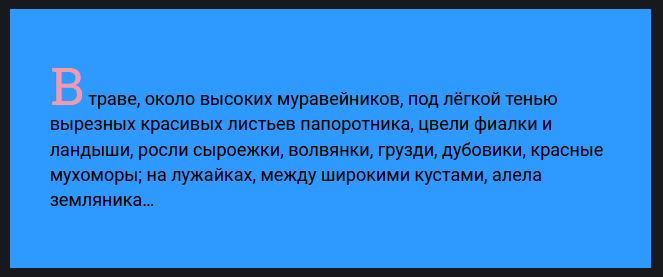 В траве, около высоких муравейников, под лёгкой тенью
вырезных красивых листьев папоротника, цвели фиалки и
ландыши, росли сыроежки, волвянки, грузди, дубовики, красные
мухоморы; на лужайках, между широкими кустами, алела
земляника...